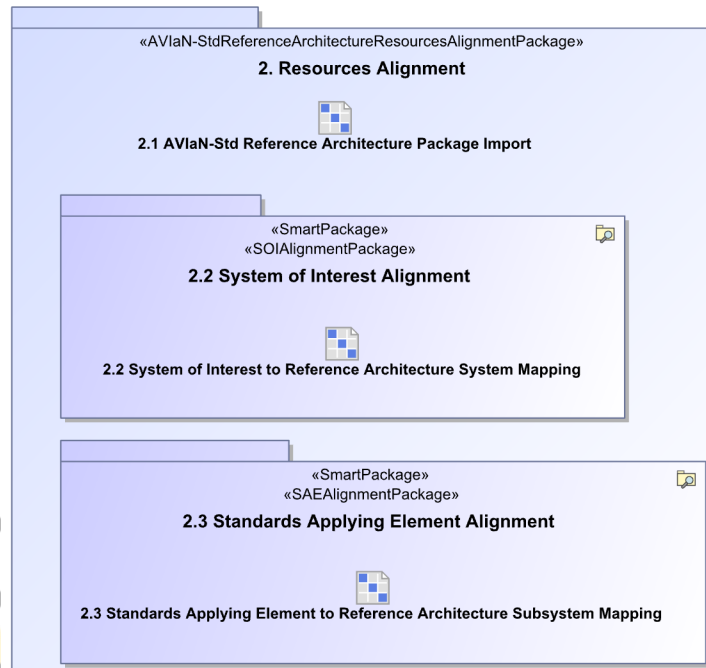 «AVIaN-StdReferenceArchitectureResourcesAlignmentPackage»
2. Resources Alignment
2.1 AVIaN-Std Reference Architecture Package Import
«SmartPackage»
«SOIAlignmentPackage»
2.2 System of Interest Alignment
2.2 System of Interest to Reference Architecture System Mapping
«SmartPackage»
«SAEAlignmentPackage»
2.3 Standards Applying Element Alignment
2.3 Standards Applying Element to Reference Architecture Subsystem Mapping